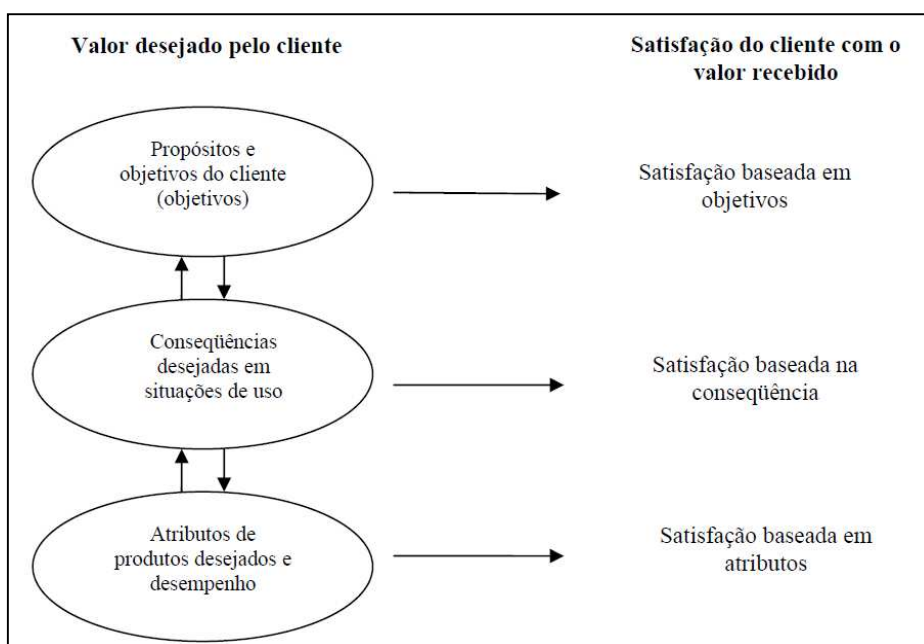 Valor desejado pelo cliente
Satisfação do cliente com o
valor recebido
Propósitos e
objetivos do cliente
(objetivos)
Satisfação baseada em
objetivos
Conseqüências
desejadas em
situações de uso
Satisfação baseada na
conseqüência
Atributos de
produtos desejados e
desempenho
Satisfação baseada em
atributos